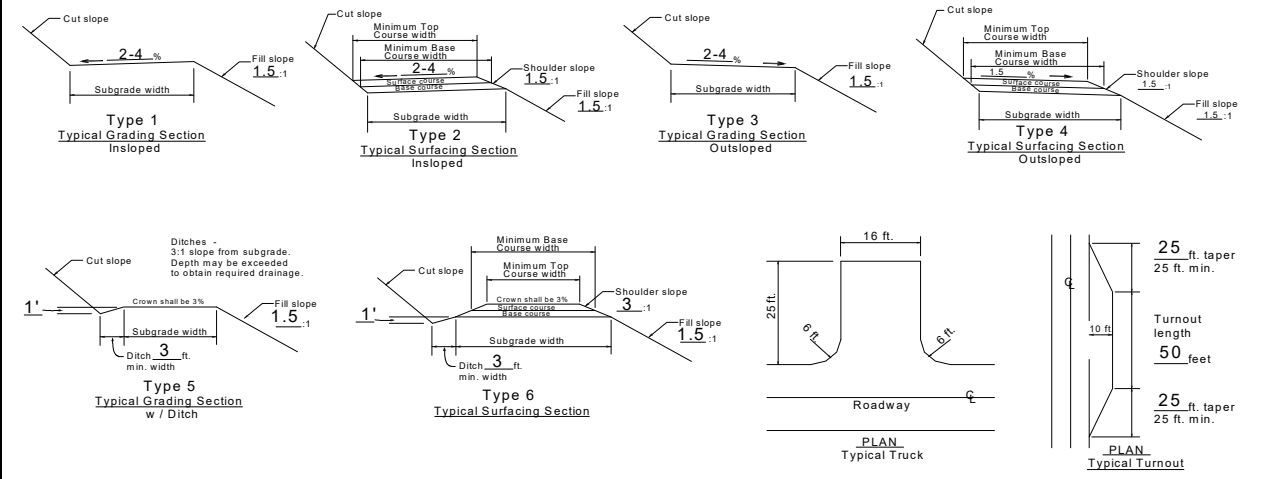 Cut slope
2-4 %
Fill slope
1.5 :1
Subgrade width
Type 1
Typical Grading Section
Insloped
Cut slope
Minimum Top
Course width
Minimum Base
Course width
2-4 %
Surface course
Base course
Shoulder slope
1.5 :1
Fill slope
1.5 :1
Subgrade width
Type 2
Typical Surfacing Section
Insloped
Cut slope
2-4 %
Fill slope
1.5 :1
Subgrade width
Type 3
Typical Grading Section
Outsloped
Cut slope
Minimum Top
Course width
Minimum Base
Course width
1.5 %
Surface course
Base course
Shoulder slope
1.5 :1
Fill slope
1.5 :1
Subgrade width
Type 4
Typical Surfacing Section
Outsloped
Ditches -
3:1 slope from subgrade.
Depth may be exceeded
to obtain required drainage.
Cut slope
1'
Crown shall be 3%
Fill slope
1.5 :1
Subgrade width
Ditch 3 ft.
min. width
Type 5
Typical Grading Section
w / Ditch
Minimum Base
Course width
Cut slope
Minimum Top
Course width
Crown shall be 3%
Surface course
Base course
Shoulder slope
3 :1
1'
Fill slope
1.5 :1
Subgrade width
Ditch 3 ft.
min. width
Type 6
Typical Surfacing Section
16 ft.
25 ft.
6 ft.
6 ft.
Roadway
℄
PLAN
Typical Truck
℄
25 ft. taper
25 ft. min.
10 ft.
Turnout
length
50 feet
25 ft. taper
25 ft. min.
PLAN
Typical Turnout